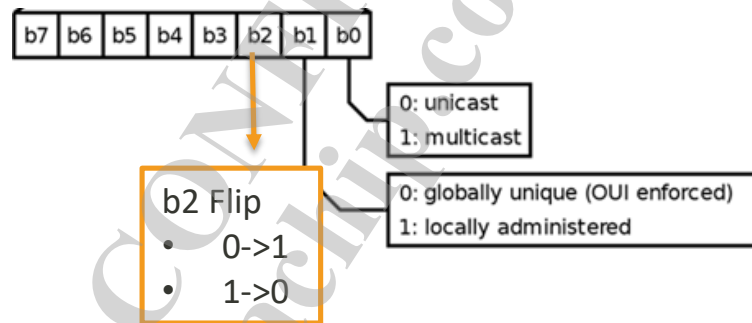 b7 b6 b5 b4 b3 b2 b1 b0
0: unicast
1: multicast
b2 Flip
• 0->1
• 1->0
0: globally unique (OUI enforced)
1: locally administered